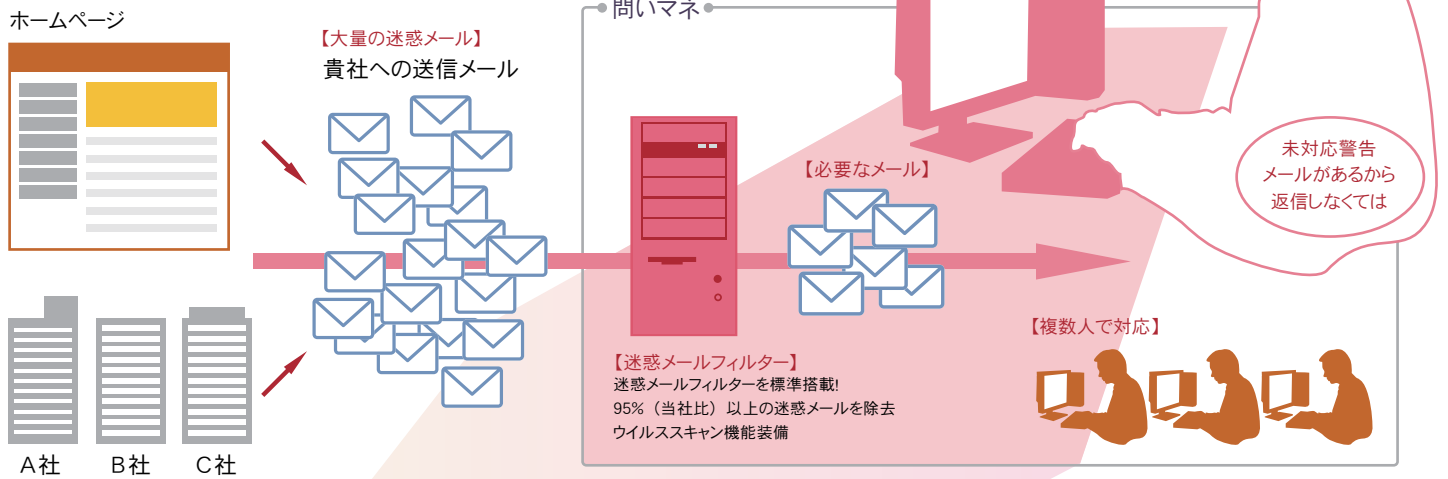 ホームページ
問いマネ
【大量の迷惑メール】
貴社への送信メール
【必要なメール】
未対応警告
メールがあるから
返信しなくては
【迷惑メールフィルター】
迷惑メールフィルターを標準搭載!
95%（当社比）以上の迷惑メールを除去
ウイルススキャン機能装備
【複数人で対応】
A社
B社
C社